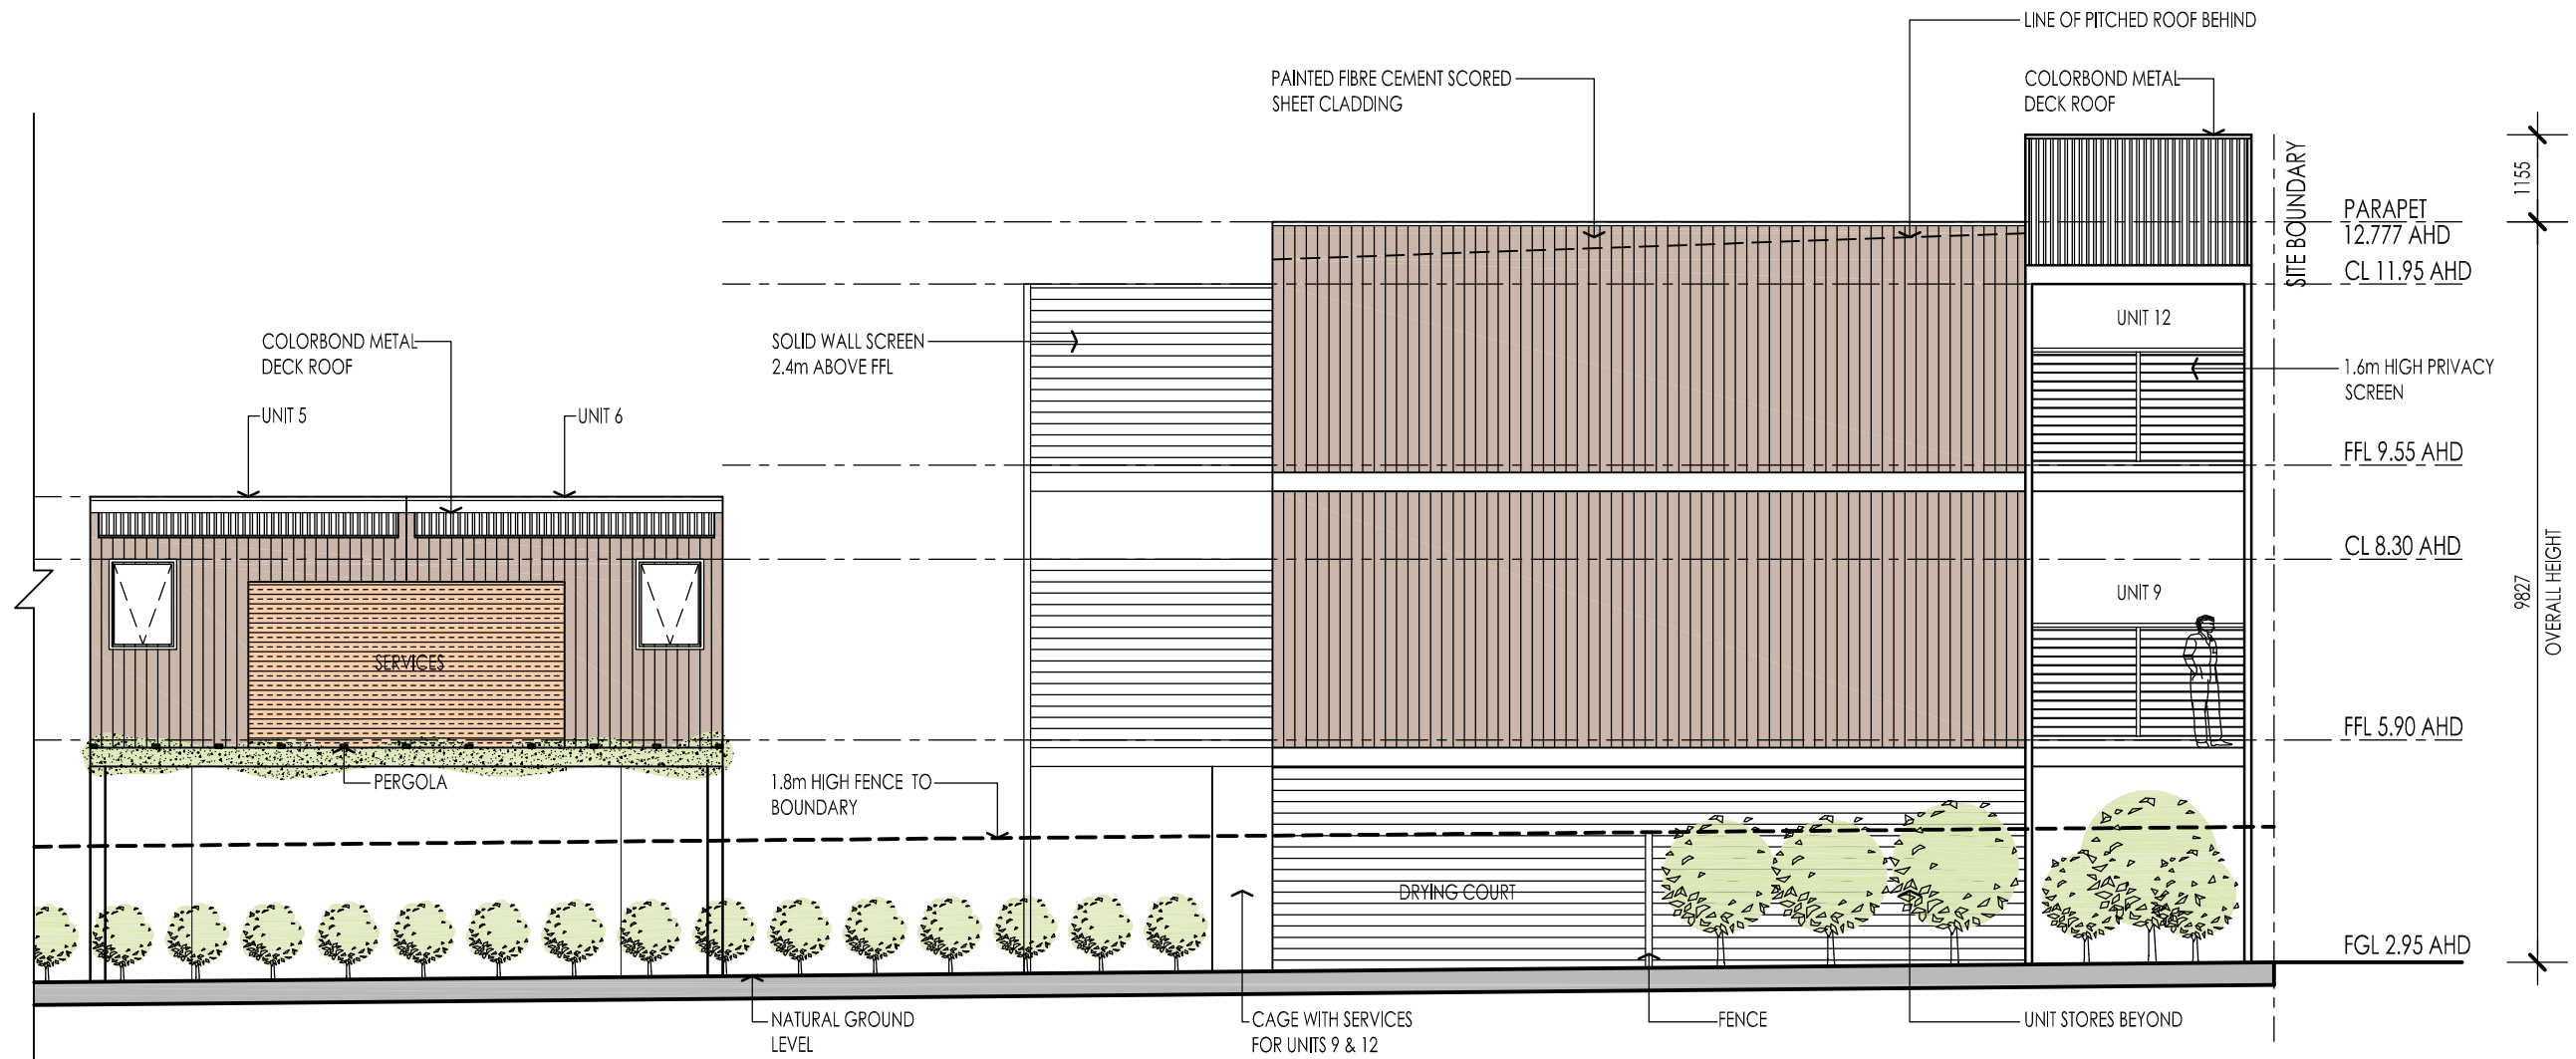 LINE OF PITCHED ROOF BEHIND
PAINTED FIBRE CEMENT SCORED
SHEET CLADDING
COLORBOND METAL
DECK ROOF
SITE BOUNDARY
1155
PARAPET
12.777 AHD
CL 11.95 AHD
UNIT 12
COLORBOND METAL
DECK ROOF
SOLID WALL SCREEN
2.4m ABOVE FFL
1.6m HIGH PRIVACY
SCREEN
UNIT 5
UNIT 6
FFL 9.55 AHD
CL 8.30 AHD
UNIT 9
9827
OVERALL HEIGHT
SERVICES
FFL 5.90 AHD
PERGOLA
1.8m HIGH FENCE TO
BOUNDARY
DRYING COURT
FGL 2.95 AHD
NATURAL GROUND
LEVEL
CAGE WITH SERVICES
FOR UNITS 9 & 12
FENCE
UNIT STORES BEYOND